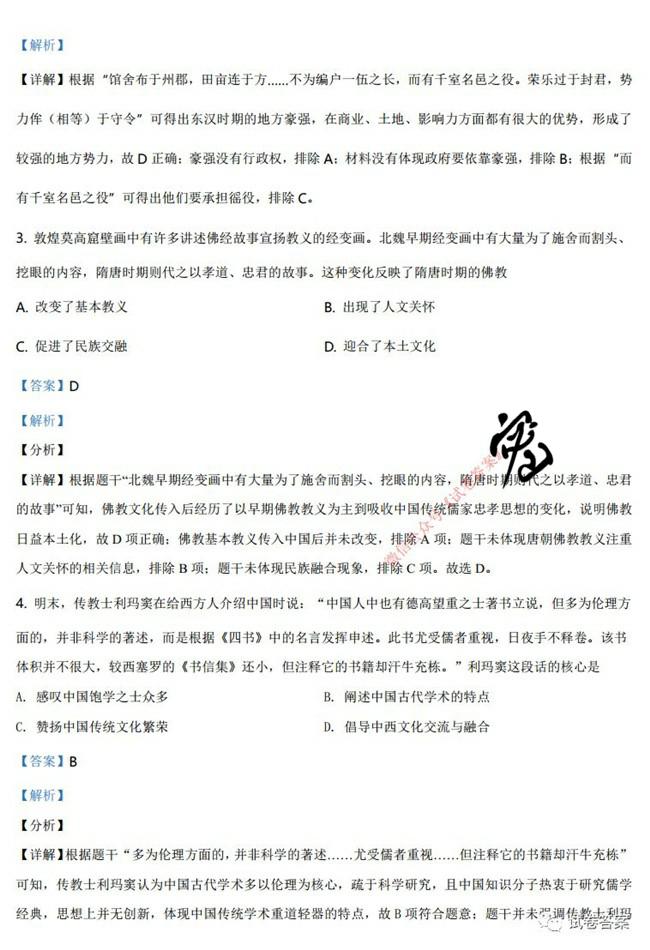 【解析】
【详解】根据“馆舍布于州郡，田亩连于方……不为编户一伍之长，而有千室名邑之役。荣乐过于封君，势
力侔（相等）于守令”可得出东汉时期的地方豪强，在商业、土地、影响力方面都有很大的优势，形成了
较强的地方势力，故 D 正确；豪强没有行政权，排除 A；材料没有体现政府要依靠豪强，排除 B；根据“而
有千室名邑之役”可得出他们要承担徭役，排除 C。
3. 敦煌莫高窟壁画中有许多讲述佛经故事宣扬教义的经变画。北魏早期经变画中有大量为了施舍而割头、
挖眼的内容，隋唐时期则代之以孝道、忠君的故事。这种变化反映了隋唐时期的佛教
A. 改变了基本教义 B. 出现了人文关怀
C. 促进了民族交融 D. 迎合了本土文化
【答案】D
【解析】
【分析】
【详解】根据题干“北魏早期经变画中有大量为了施舍而割头、挖眼的内容，隋唐时期则代之以孝道、忠君
的故事”可知，佛教文化传入后经历了以早期佛教教义为主到吸收中国传统儒家忠孝思想的变化，说明佛教
日益本土化，故 D 项正确；佛教基本教义传入中国后并未改变，排除 A 项；题干未体现唐朝佛教教义注重
人文关怀的相关信息，排除 B 项；题干未体现民族融合现象，排除 C 项。故选 D。
4. 明末，传教士利玛窦在给西方人介绍中国时说：“中国人中也有德高望重之士著书立说，但多为伦理方
面的，并非科学的著述，而是根据《四书》中的名言发挥申述。此书尤受儒者重视，日夜手不释卷。该书
体积并不很大，较西塞罗的《书信集》还小，但注释它的书籍却汗牛充栋。”利玛窦这段话的核心是
A. 感叹中国饱学之士众多 B. 阐述中国古代学术的特点
C. 赞扬中国传统文化繁荣 D. 倡导中西文化交流与融合
【答案】B
【解析】
【分析】
【详解】根据题干“多为伦理方面的，并非科学的著述……尤受儒者重视……但注释它的书籍却汗牛充栋”
可知，传教士利玛窦认为中国古代学术多以伦理为核心，疏于科学研究，且中国知识分子热衷于研究儒学
经典，思想上并无创新，体现中国传统学术重道轻器的特点，故 B 项符合题意；题干并未强调传教士利玛
试卷答案